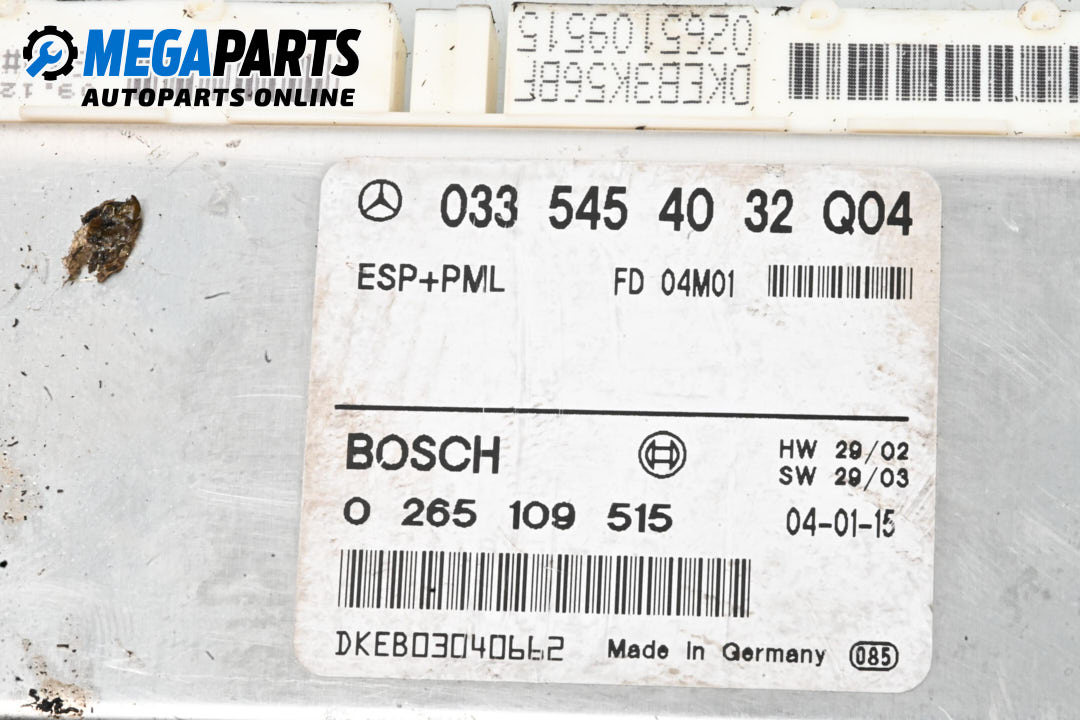 MEGAPARTS
AUTOPARTS ONLINE
0265109515
DKEB3K56BF
033 545 40 32 Q04
ESP+PML FD 04M01
BOSCH HW 29/02
SW 29/03
0 265 109 515 04-01-15
DKEB03040662 Made In Germany 085